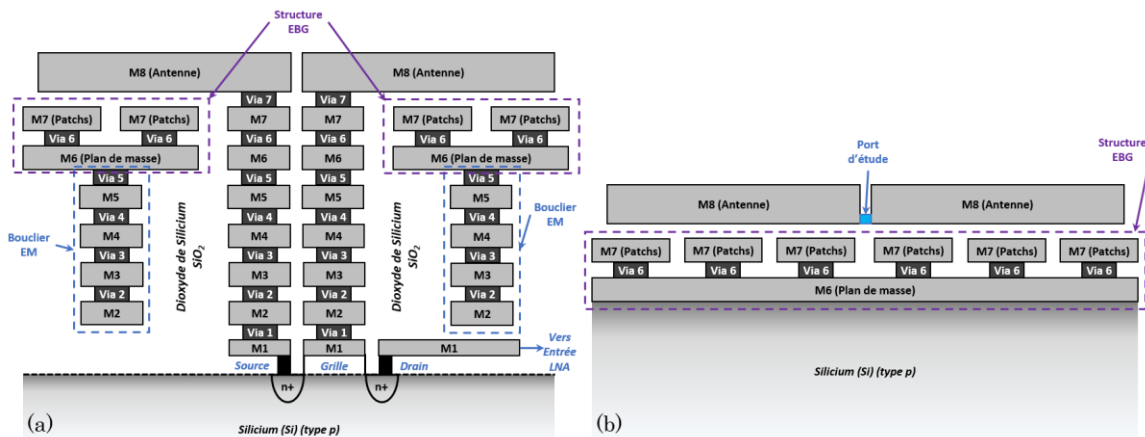 Structure
EBG
M8 (Antenne)
M8 (Antenne)
Via 7
Via 7
M7 (Patchs)
M7 (Patchs)
M7
M7
M7 (Patchs)
M7 (Patchs)
Via 6
Via 6
Via 6
Via 6
Via 6
Via 6
M6 (Plan de masse)
M6
M6
M6 (Plan de masse)
Via 5
Via 5
Via 5
Via 5
M5
M5
M5
M5
Via 4
Via 4
Via 4
Via 4
M4
M4
M4
M4
Via 3
Via 3
Via 3
Via 3
M3
M3
M3
M3
Via 2
Via 2
Via 2
Via 2
M2
M2
M2
M2
Via 1
Via 1
M1
M1
M1
Bouclier
EM
Dioxyde de Silicium
SiO2
Dioxyde de Silicium
SiO2
Bouclier
EM
Source
Grille
Drain
Vers
Entrée
LNA
n+
n+
Silicium (Si) (type p)
(a)
Port
d'étude
Structure
EBG
M8 (Antenne)
M8 (Antenne)
M7 (Patchs)
M7 (Patchs)
M7 (Patchs)
M7 (Patchs)
M7 (Patchs)
M7 (Patchs)
Via 6
Via 6
Via 6
Via 6
Via 6
Via 6
M6 (Plan de masse)
Silicium (Si) (type p)
(b)